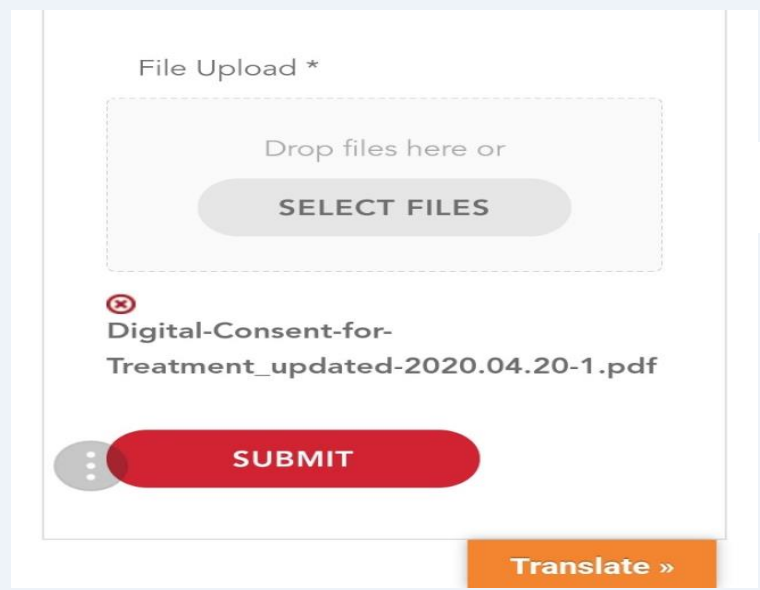 File Upload *
Drop files here or
SELECT FILES
Digital-Consent-for-
Treatment_updated-2020.04.20-1.pdf
SUBMIT
Translate »